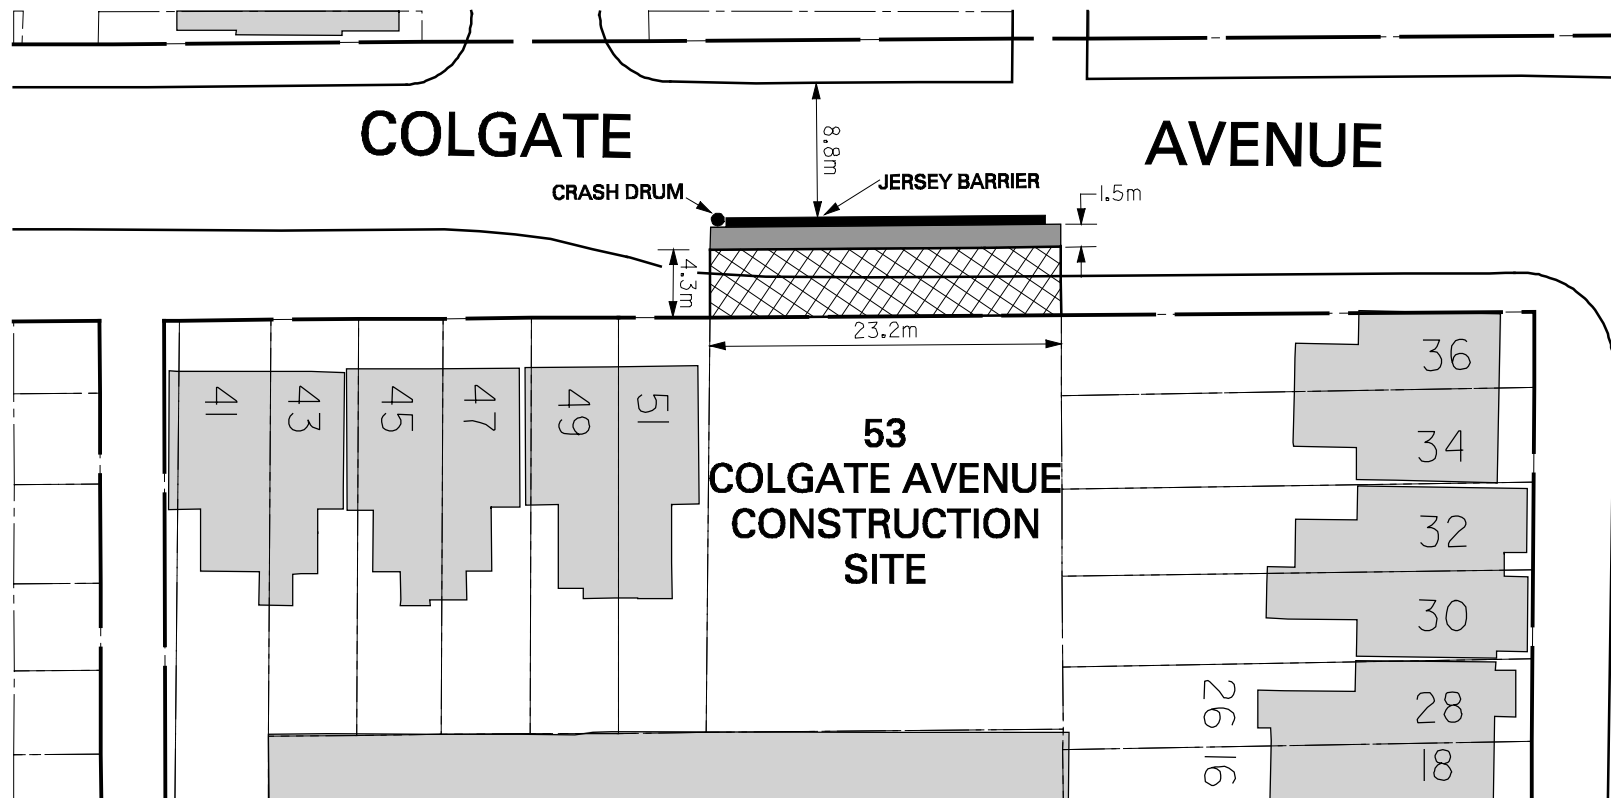 COLGATE AVENUE
8.8m
CRASH DRUM
JERSEY BARRIER
1.5m
4.3m
23.2m
41 43 45 47 49 51
53
COLGATE AVENUE
CONSTRUCTION
SITE
36
34
32
30
28
26
18
16